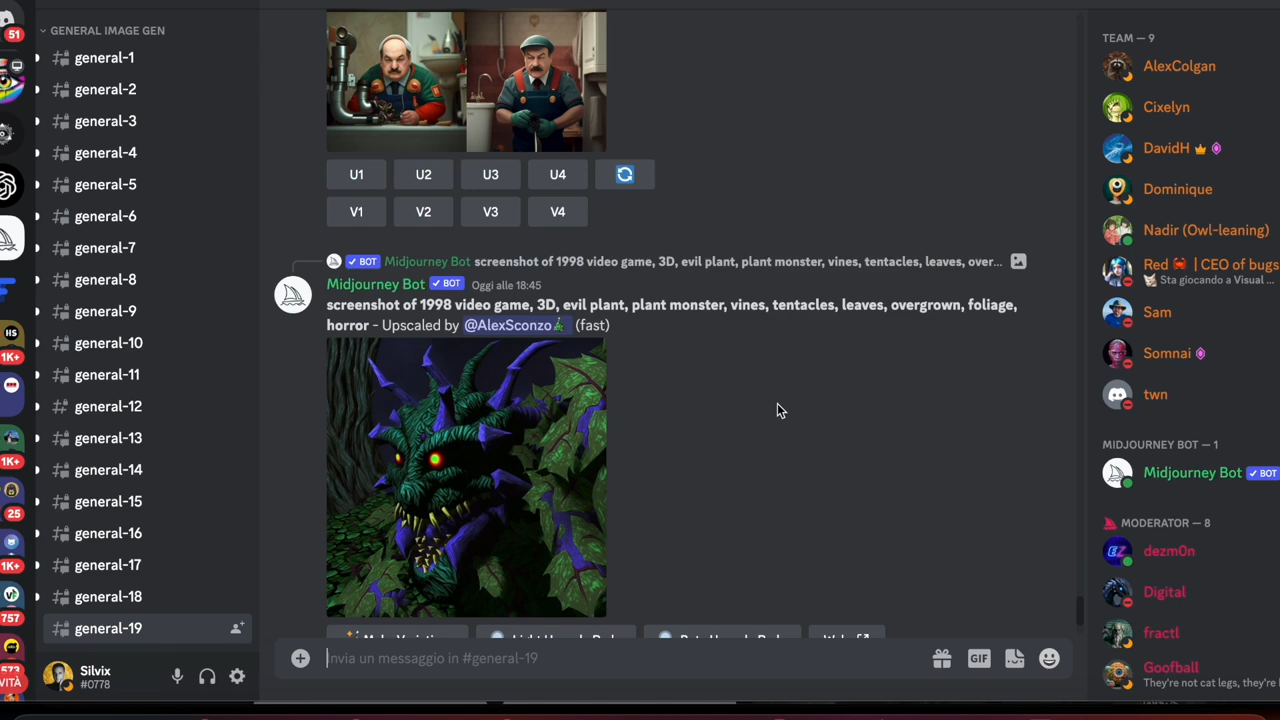 51
1K+
1K+
25
1K+
757
573
VITÀ
GENERAL IMAGE GEN
general-1
general-2
general-3
general-4
general-5
general-6
general-7
general-8
general-9
general-10
general-11
general-12
general-13
general-14
general-15
general-16
general-17
general-18
general-19
Silvix
#0778
U1 U2 U3 U4
V1 V2 V3 V4
BOT Midjourney Bot screenshot of 1998 video game, 3D, evil plant, plant monster, vines, tentacles, leaves, over...
Midjourney Bot BOT Oggi alle 18:45
screenshot of 1998 video game, 3D, evil plant, plant monster, vines, tentacles, leaves, overgrown, foliage,
horror - Upscaled by @AlexSconzo (fast)
Invia un messaggio in #general-19
GIF
TEAM — 9
AlexColgan
Cixelyn
DavidH
Dominique
Nadir (Owl-leaning)
Red | CEO of bugs
Sta giocando a Visual ...
Sam
Somnai
twn
MIDJOURNEY BOT — 1
Midjourney Bot BOT
MODERATOR — 8
EZ
dezm0n
Digital
fractl
Goofball
They're not cat legs, they're